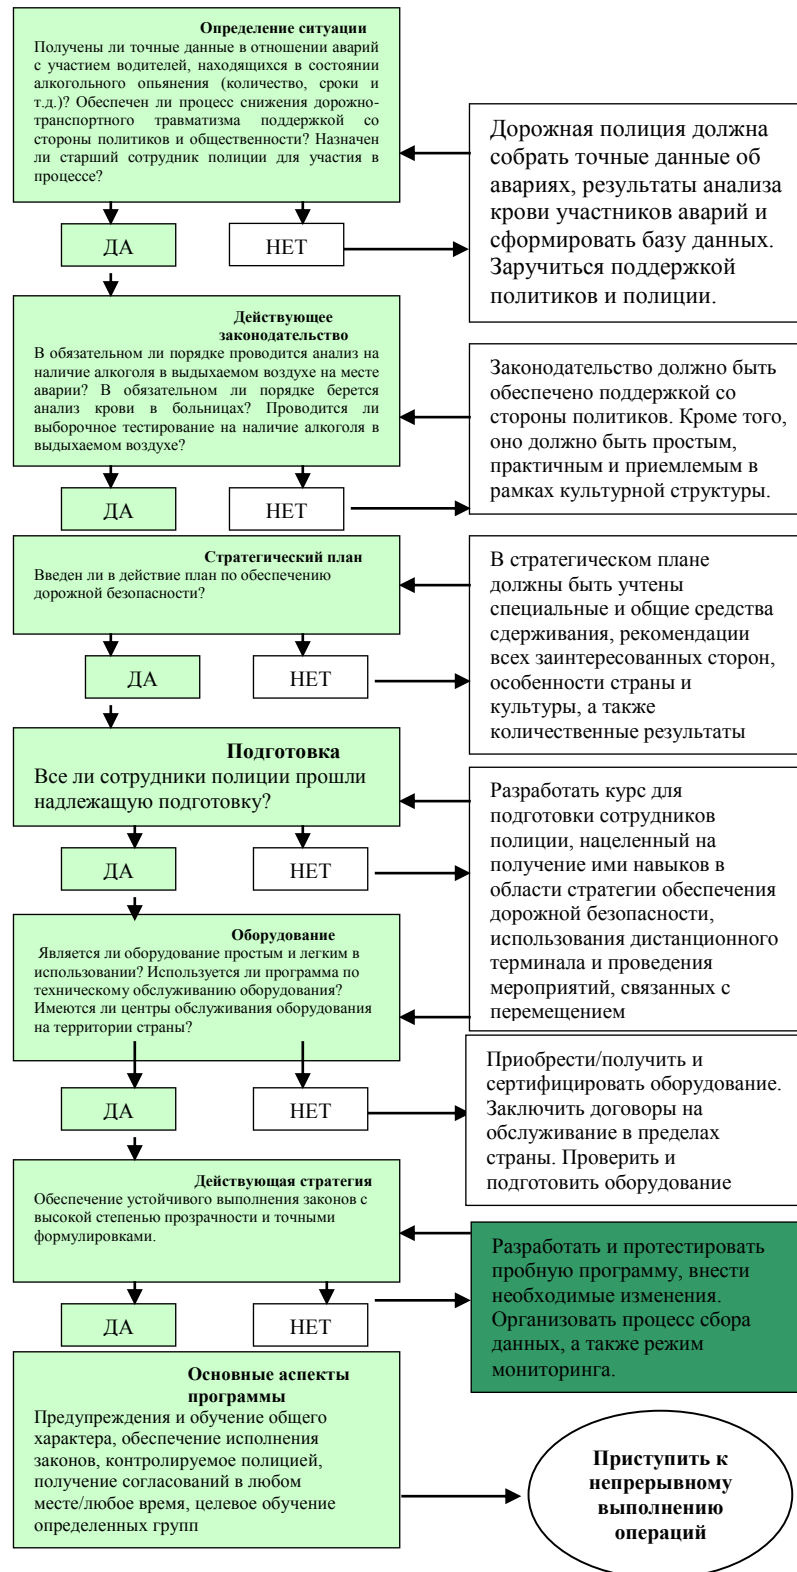 Определение ситуации
Получены ли точные данные в отношении аварий
с участием водителей, находящихся в состоянии
алкогольного опьянения (количество, сроки и
т.д.)? Обеспечен ли процесс снижения дорожно-
транспортного травматизма поддержкой со
стороны политиков и общественности? Назначен
ли старший сотрудник полиции для участия в
процессе?
Дорожная полиция должна
собрать точные данные об
авариях, результаты анализа
крови участников аварий и
сформировать базу данных.
Заручиться поддержкой
политиков и полиции.
ДА
НЕТ
Действующее
законодательство
В обязательном ли порядке проводится анализ на
наличие алкоголя в выдыхаемом воздухе на месте
аварии? В обязательном ли порядке берется
анализ крови в больницах? Проводится ли
выборочное тестирование на наличие алкоголя в
выдыхаемом воздухе?
Законодательство должно быть
обеспечено поддержкой со
стороны политиков. Кроме того,
оно должно быть простым,
практичным и приемлемым в
рамках культурной структуры.
ДА
НЕТ
Стратегический план
Введен ли в действие план по обеспечению
дорожной безопасности?
В стратегическом плане
должны быть учтены
специальные и общие средства
сдерживания, рекомендации
всех заинтересованных сторон,
особенности страны и
культуры, а также
количественные результаты
ДА
НЕТ
Подготовка
Все ли сотрудники полиции прошли
надлежащую подготовку?
Разработать курс для
подготовки сотрудников
полиции, нацеленный на
получение ими навыков в
области стратегии обеспечения
дорожной безопасности,
использования дистанционного
терминала и проведения
мероприятий, связанных с
перемещением
ДА
НЕТ
Оборудование
Является ли оборудование простым и легким в
использовании? Используется ли программа по
техническому обслуживанию оборудования?
Имеются ли центры обслуживания оборудования
на территории страны?
Приобрести/получить и
сертифицировать оборудование.
Заключить договоры на
обслуживание в пределах
страны. Проверить и
подготовить оборудование
ДА
НЕТ
Действующая стратегия
Обеспечение устойчивого выполнения законов с
высокой степенью прозрачности и точными
формулировками.
Разработать и протестировать
пробную программу, внести
необходимые изменения.
Организовать процесс сбора
данных, а также режим
мониторинга.
ДА
НЕТ
Основные аспекты
программы
Предупреждения и обучение общего
характера, обеспечение исполнения
законов, контролируемое полицией,
получение согласований в любом
месте/любое время, целевое обучение
определенных групп
Приступить к
непрерывному
выполнению
операций